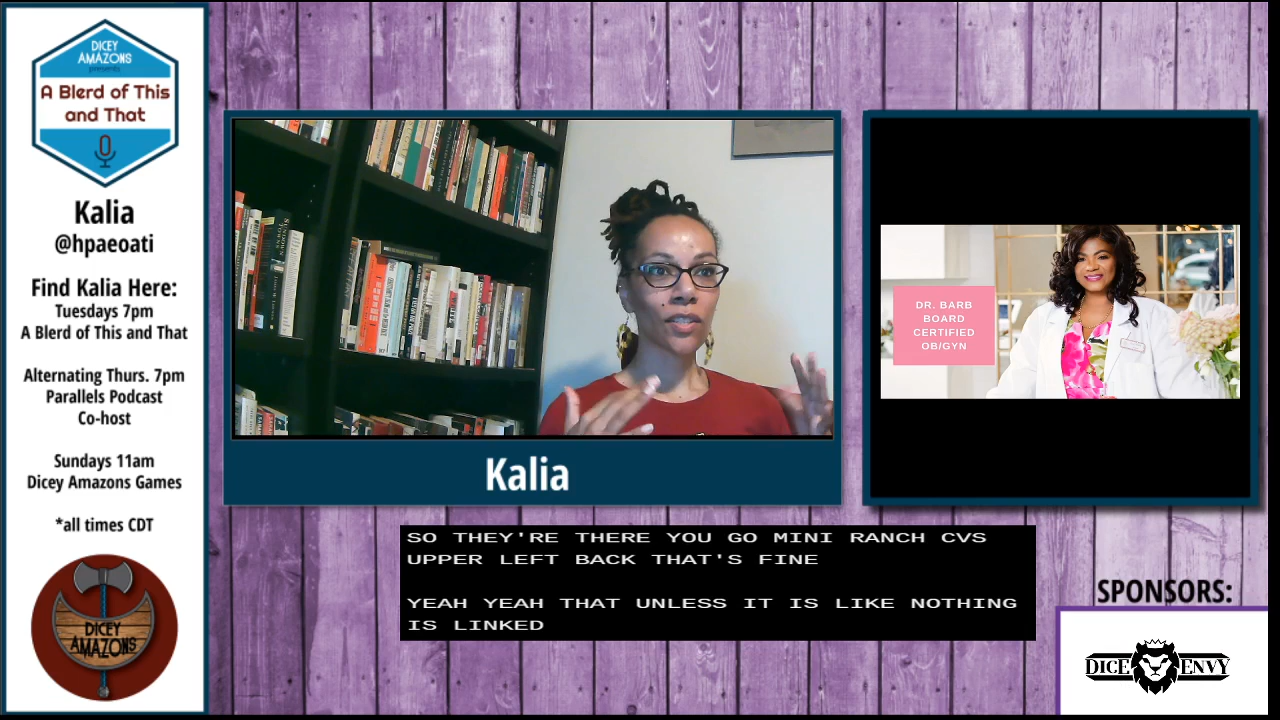 DICEY
AMAZONS
presents
A Blerd of This
and That
Kalia
@hpaeoati
Find Kalia Here:
Tuesdays 7pm
A Blerd of This and That
Alternating Thurs. 7pm
Parallels Podcast
Co-host
Sundays 11am
Dicey Amazons Games
*all times CDT
DICEY
AMAZONS
Kalia
DR. BARB
BOARD
CERTIFIED
OB/GYN
SO THEY'RE THERE YOU GO MINI RANCH CVS
UPPER LEFT BACK THAT'S FINE
YEAH YEAH THAT UNLESS IT IS LIKE NOTHING
IS LINKED
SPONSORS:
DICE ENVY